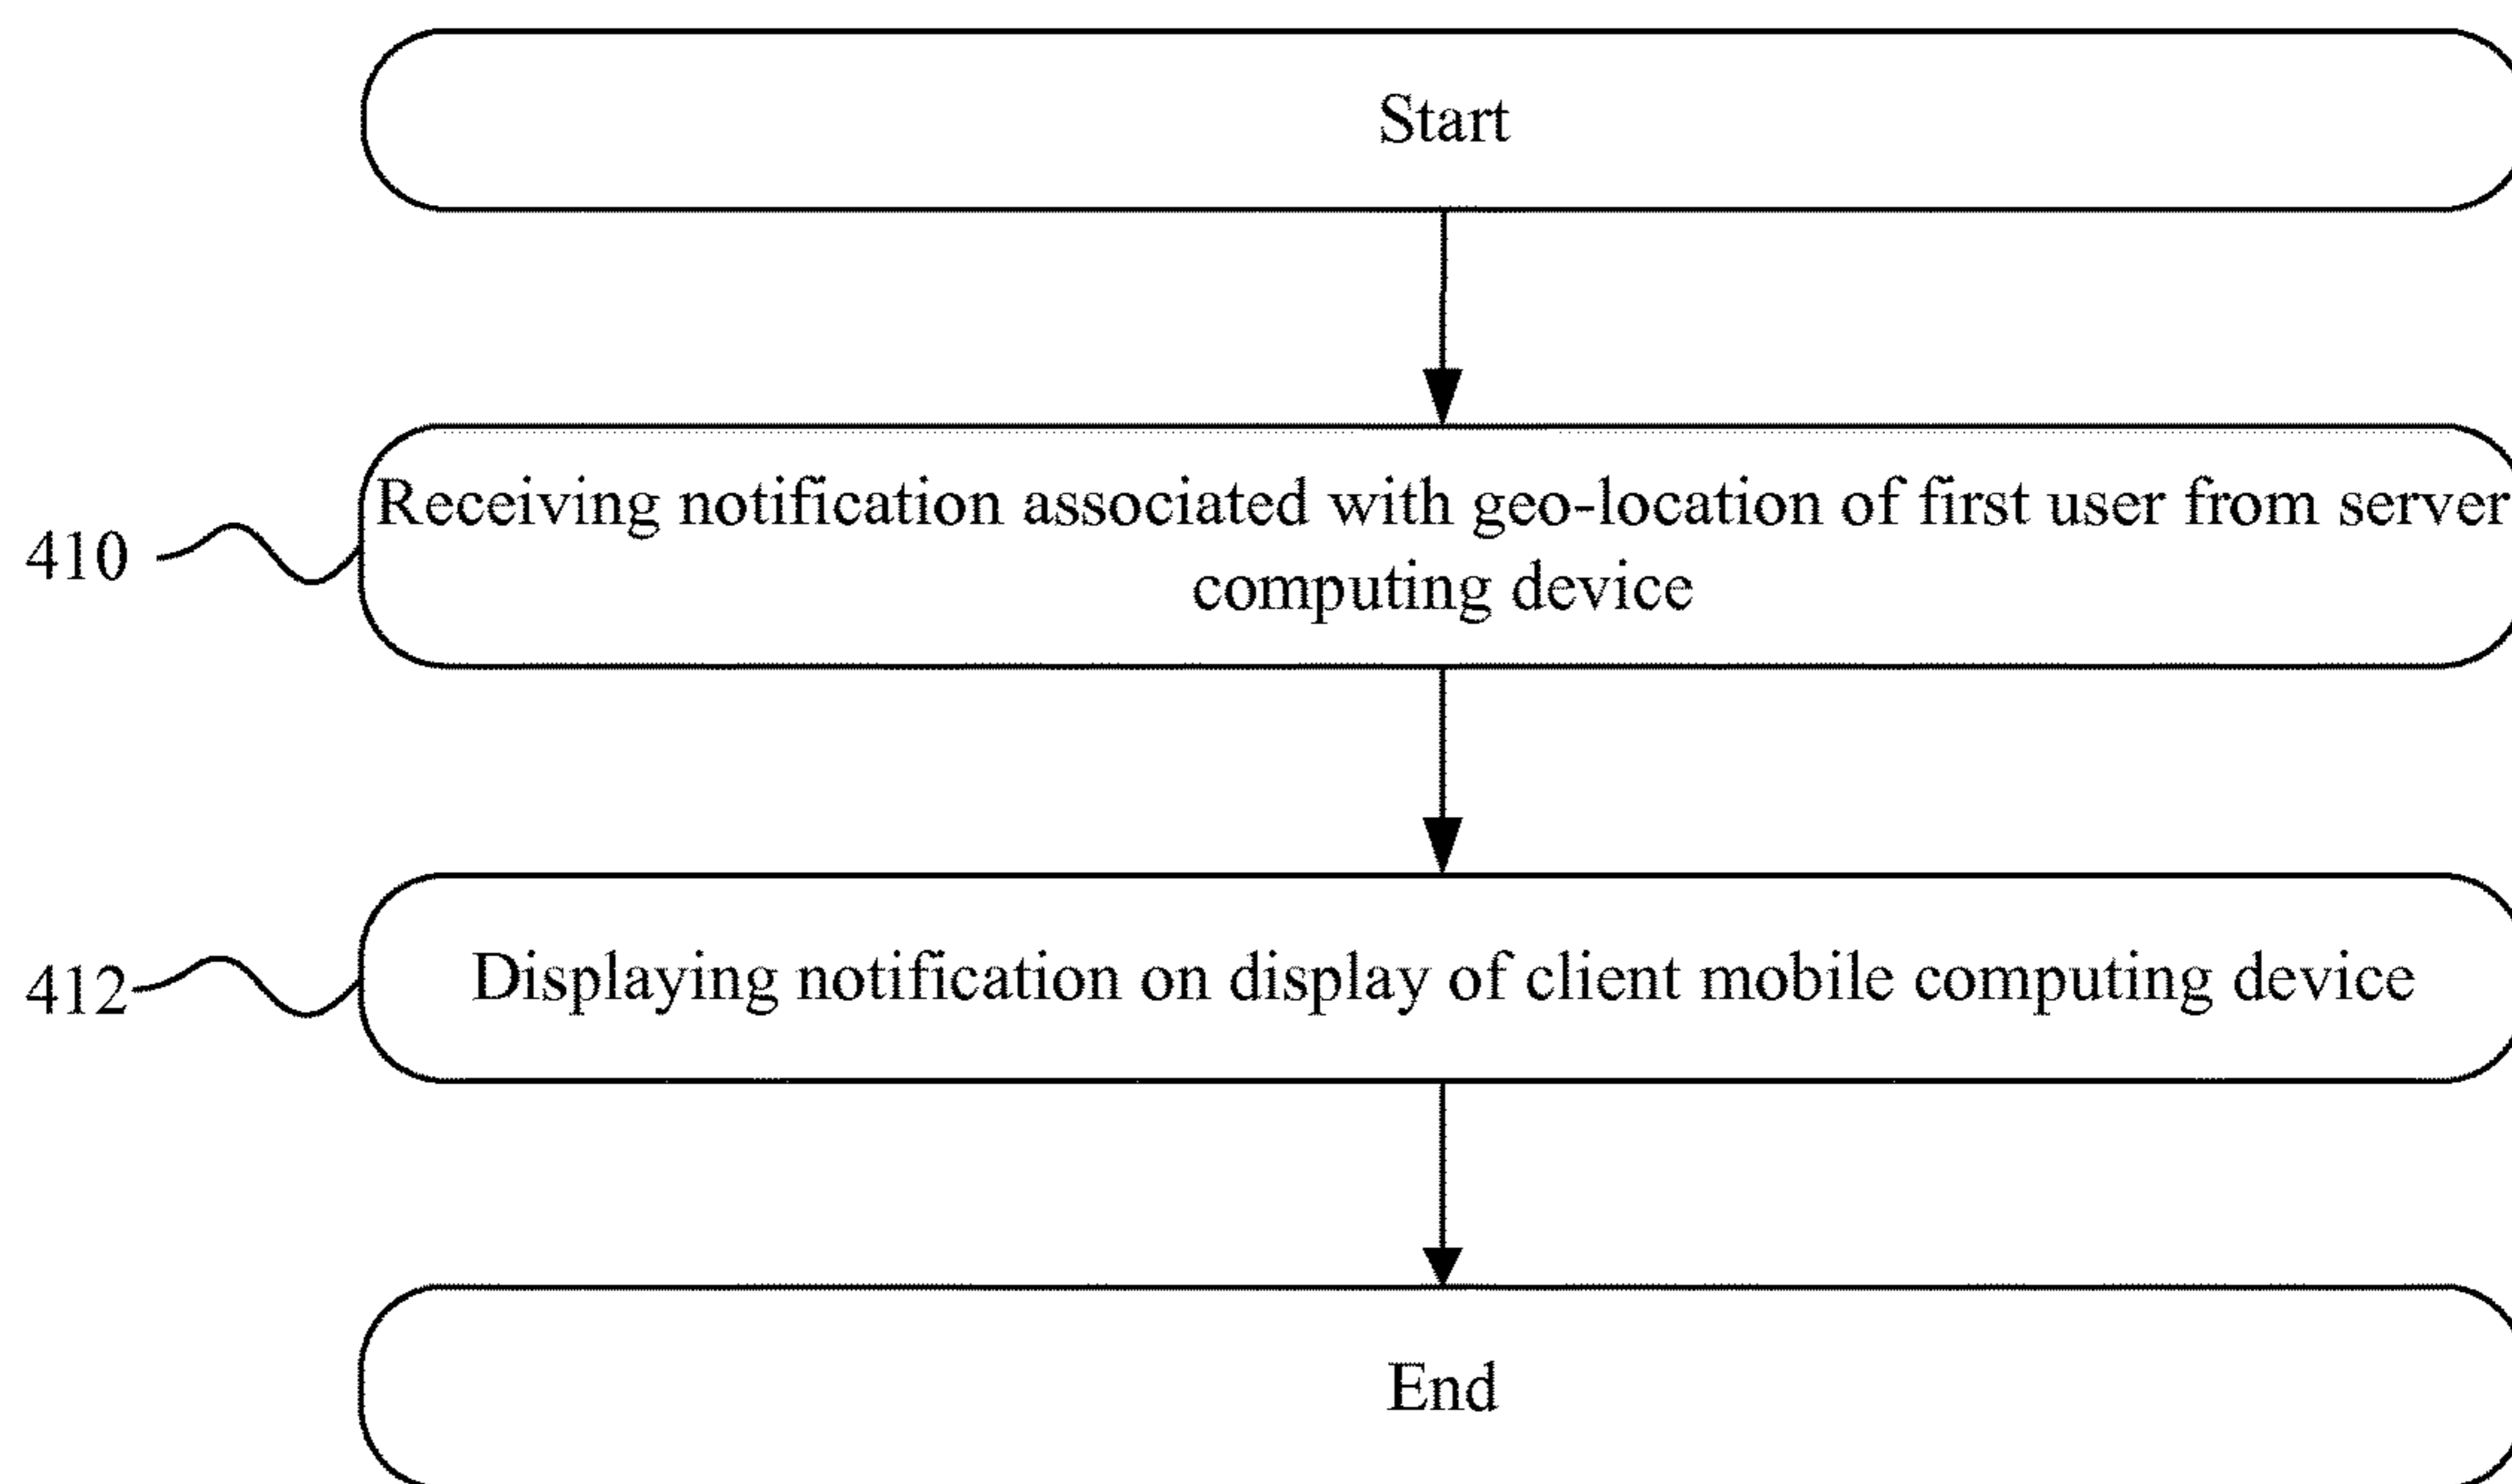 Start
Receiving notification associated with geo-location of first user from server
computing device
410
Displaying notification on display of client mobile computing device
412
End